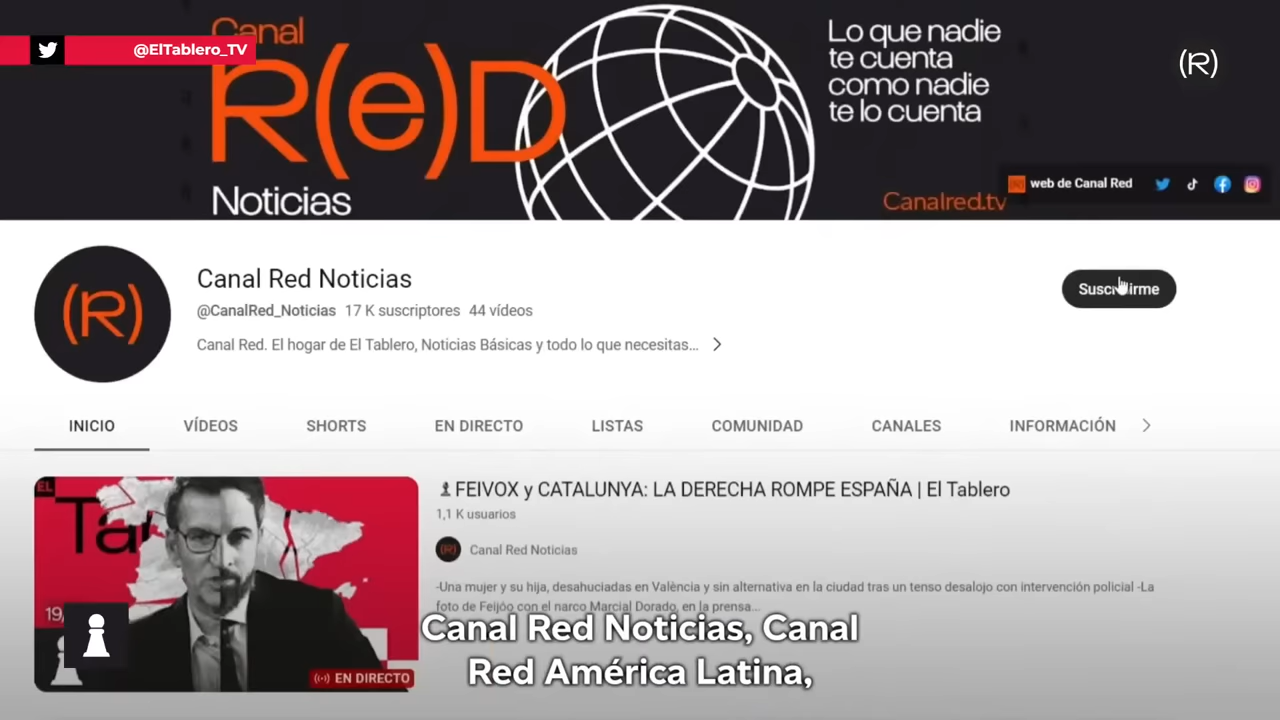 @ElTablero_TV
Canal
R(e)D
Noticias
Lo que nadie
te cuenta
como nadie
te lo cuenta
(R)
web de Canal Red
Canalred.tv
(R)
Canal Red Noticias
@CanalRed_Noticias 17 K suscriptores 44 vídeos
Canal Red. El hogar de El Tablero, Noticias Básicas y todo lo que necesitas...
INICIO VÍDEOS SHORTS EN DIRECTO LISTAS COMUNIDAD CANALES INFORMACIÓN
EL
Ta
19/
EN DIRECTO
FEIVOX y CATALUNYA: LA DERECHA ROMPE ESPAÑA | El Tablero
1,1 K usuarios
(R) Canal Red Noticias
-Una mujer y su hija, desahuciadas en València y sin alternativa en la ciudad tras un tenso desalojo con intervención policial -La
foto de Feijóo con el narco Marcial Dorado, en la prensa...
Canal Red Noticias, Canal
Red América Latina,